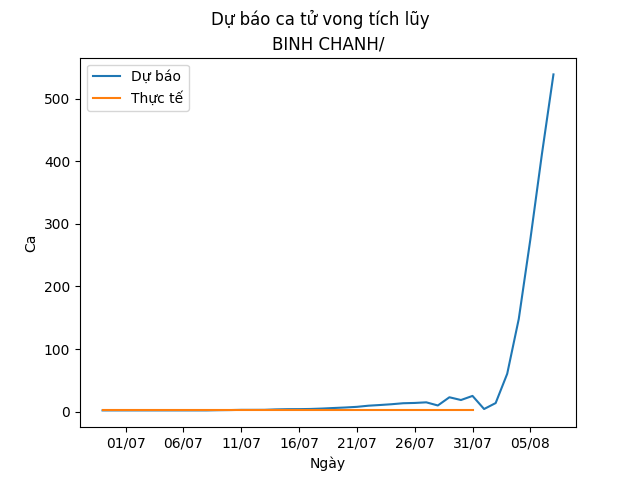 Dự báo ca tử vong tích lũy
BINH CHANH/
Dự báo
Thực tế
500
400
300
200
100
0
Ca
01/07 06/07 11/07 16/07 21/07 26/07 31/07 05/08
Ngày